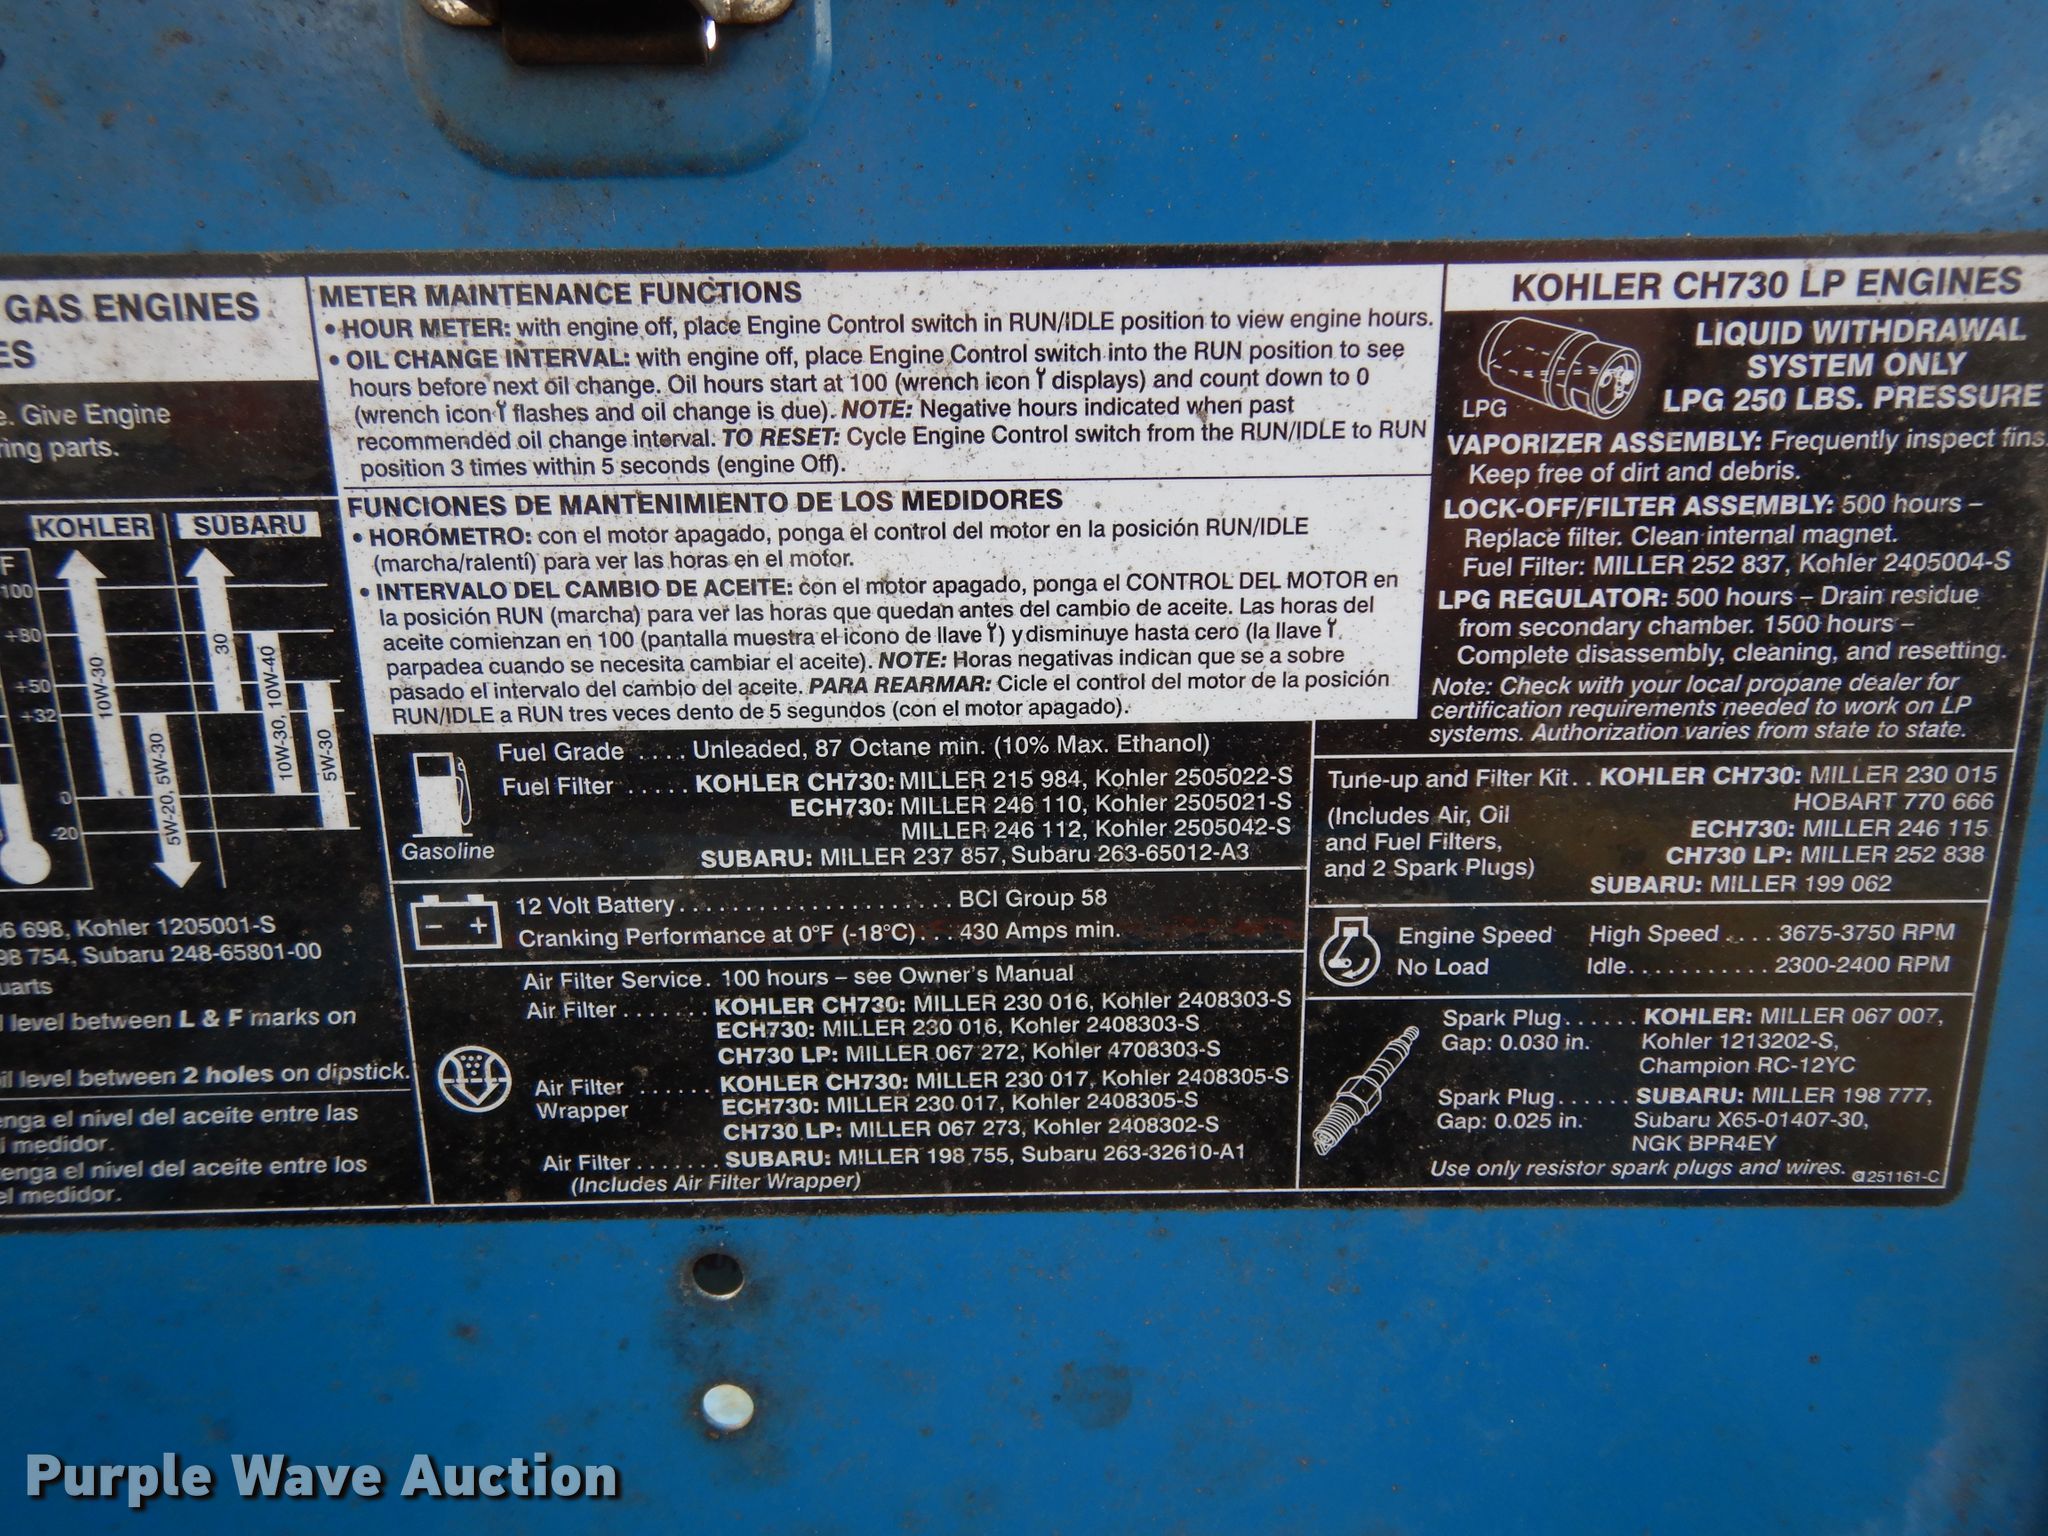 GAS ENGINES
ES
e. Give Engine
ring parts.
KOHLER
SUBARU
F
100
+80
+50
+32
0
-20
10W-30
5W-20, 5W-30
30
10W-30, 10W-40
5W-30
6 698, Kohler 1205001-S
98 754, Subaru 248-65801-00
uarts
l level between L & F marks on
il level between 2 holes on dipstick.
enga el nivel del aceite entre las
l medidor.
enga el nivel del aceite entre los
el medidor.
METER MAINTENANCE FUNCTIONS
• HOUR METER: with engine off, place Engine Control switch in RUN/IDLE position to view engine hours.
• OIL CHANGE INTERVAL: with engine off, place Engine Control switch into the RUN position to see
hours before next oil change. Oil hours start at 100 (wrench icon displays) and count down to 0
(wrench icon flashes and oil change is due). NOTE: Negative hours indicated when past
recommended oil change interval. TO RESET: Cycle Engine Control switch from the RUN/IDLE to RUN
position 3 times within 5 seconds (engine Off).
FUNCIONES DE MANTENIMIENTO DE LOS MEDIDORES
• HORÓMETRO: con el motor apagado, ponga el control del motor en la posición RUN/IDLE
(marcha/ralentí) para ver las horas en el motor.
• INTERVALO DEL CAMBIO DE ACEITE: con el motor apagado, ponga el CONTROL DEL MOTOR en
la posición RUN (marcha) para ver las horas que quedan antes del cambio de aceite. Las horas del
aceite comienzan en 100 (pantalla muestra el icono de llave ) y disminuye hasta cero (la llave
parpadea cuando se necesita cambiar el aceite). NOTE: Horas negativas indican que se a sobre
pasado el intervalo del cambio del aceite. PARA REARMAR: Cicle el control del motor de la posición
RUN/IDLE a RUN tres veces dento de 5 segundos (con el motor apagado).
Gasoline
Fuel Grade .... Unleaded, 87 Octane min. (10% Max. Ethanol)
Fuel Filter ..... KOHLER CH730: MILLER 215 984, Kohler 2505022-S
ECH730: MILLER 246 110, Kohler 2505021-S
MILLER 246 112, Kohler 2505042-S
SUBARU: MILLER 237 857, Subaru 263-65012-A3
12 Volt Battery..................... BCI Group 58
Cranking Performance at 0°F (-18°C)... 430 Amps min.
Air Filter Service. 100 hours – see Owner's Manual
Air Filter ....... KOHLER CH730: MILLER 230 016, Kohler 2408303-S
ECH730: MILLER 230 016, Kohler 2408303-S
CH730 LP: MILLER 067 272, Kohler 4708303-S
Air Filter ...... KOHLER CH730: MILLER 230 017, Kohler 2408305-S
Wrapper ECH730: MILLER 230 017, Kohler 2408305-S
CH730 LP: MILLER 067 273, Kohler 2408302-S
Air Filter ....... SUBARU: MILLER 198 755, Subaru 263-32610-A1
(Includes Air Filter Wrapper)
KOHLER CH730 LP ENGINES
LPG
LIQUID WITHDRAWAL
SYSTEM ONLY
LPG 250 LBS. PRESSURE
VAPORIZER ASSEMBLY: Frequently inspect fins.
Keep free of dirt and debris.
LOCK-OFF/FILTER ASSEMBLY: 500 hours –
Replace filter. Clean internal magnet.
Fuel Filter: MILLER 252 837, Kohler 2405004-S
LPG REGULATOR: 500 hours – Drain residue
from secondary chamber. 1500 hours –
Complete disassembly, cleaning, and resetting.
Note: Check with your local propane dealer for
certification requirements needed to work on LP
systems. Authorization varies from state to state.
Tune-up and Filter Kit .. KOHLER CH730: MILLER 230 015
HOBART 770 666
(Includes Air, Oil
and Fuel Filters,
and 2 Spark Plugs)
ECH730: MILLER 246 115
CH730 LP: MILLER 252 838
SUBARU: MILLER 199 062
Engine Speed High Speed .... 3675-3750 RPM
No Load Idle........... 2300-2400 RPM
Spark Plug...... KOHLER: MILLER 067 007,
Gap: 0.030 in. Kohler 1213202-S,
Champion RC-12YC
Spark Plug...... SUBARU: MILLER 198 777,
Gap: 0.025 in. Subaru X65-01407-30,
NGK BPR4EY
Use only resistor spark plugs and wires.
251161-C
Purple Wave Auction